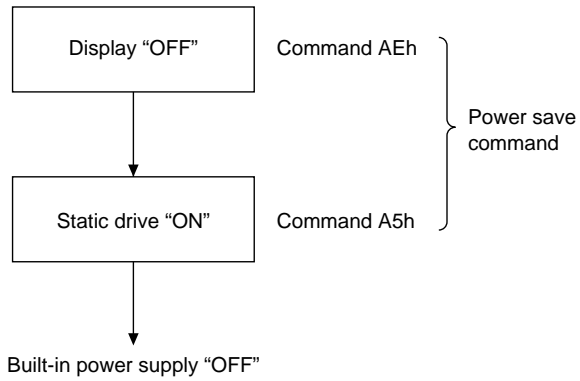 Display “OFF”
Command AEh
Power save
command
Static drive “ON”
Command A5h
Built-in power supply “OFF”